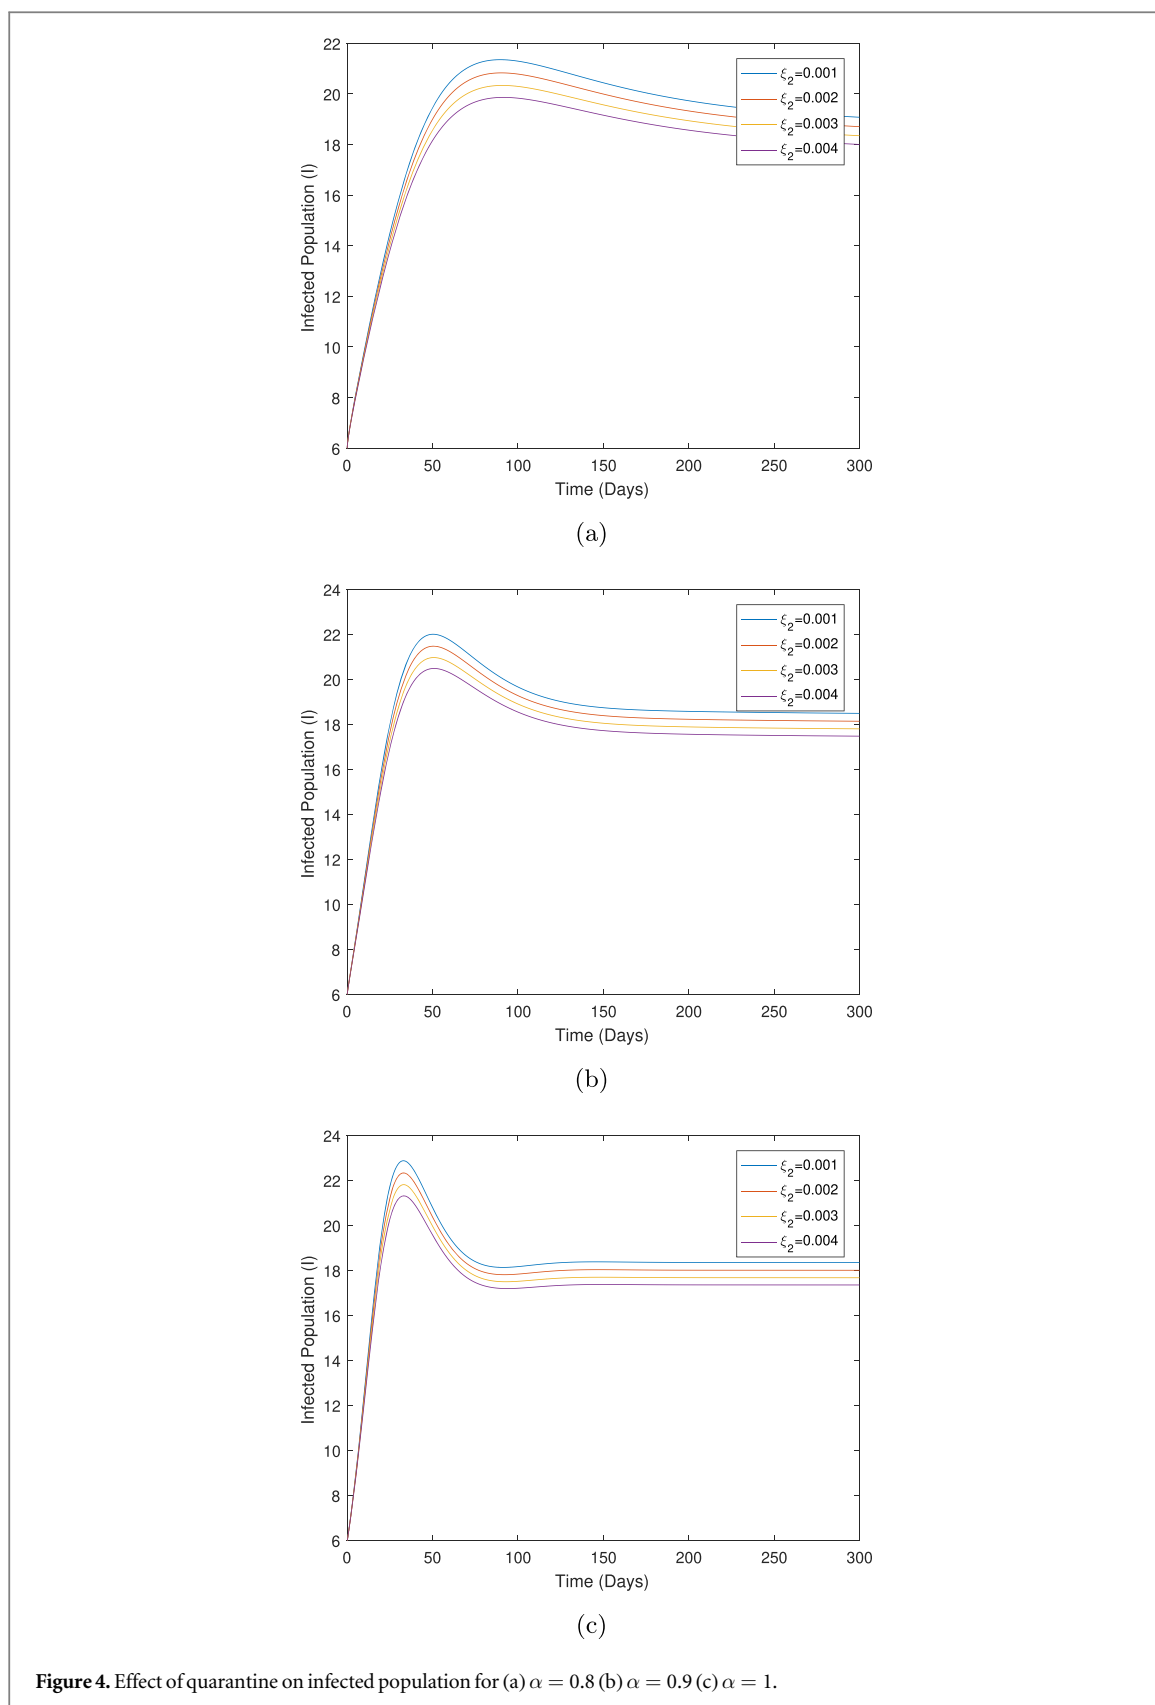 22
20
18
16
14
12
10
8
6
Infected Population (I)
ξ2=0.001
ξ2=0.002
ξ2=0.003
ξ2=0.004
0 50 100 150 200 250 300
Time (Days)
(a)
24
22
20
18
16
14
12
10
8
6
Infected Population (I)
ξ2=0.001
ξ2=0.002
ξ2=0.003
ξ2=0.004
0 50 100 150 200 250 300
Time (Days)
(b)
24
22
20
18
16
14
12
10
8
6
Infected Population (I)
ξ2=0.001
ξ2=0.002
ξ2=0.003
ξ2=0.004
0 50 100 150 200 250 300
Time (Days)
(c)
Figure 4. Effect of quarantine on infected population for (a) α = 0.8 (b) α = 0.9 (c) α = 1.